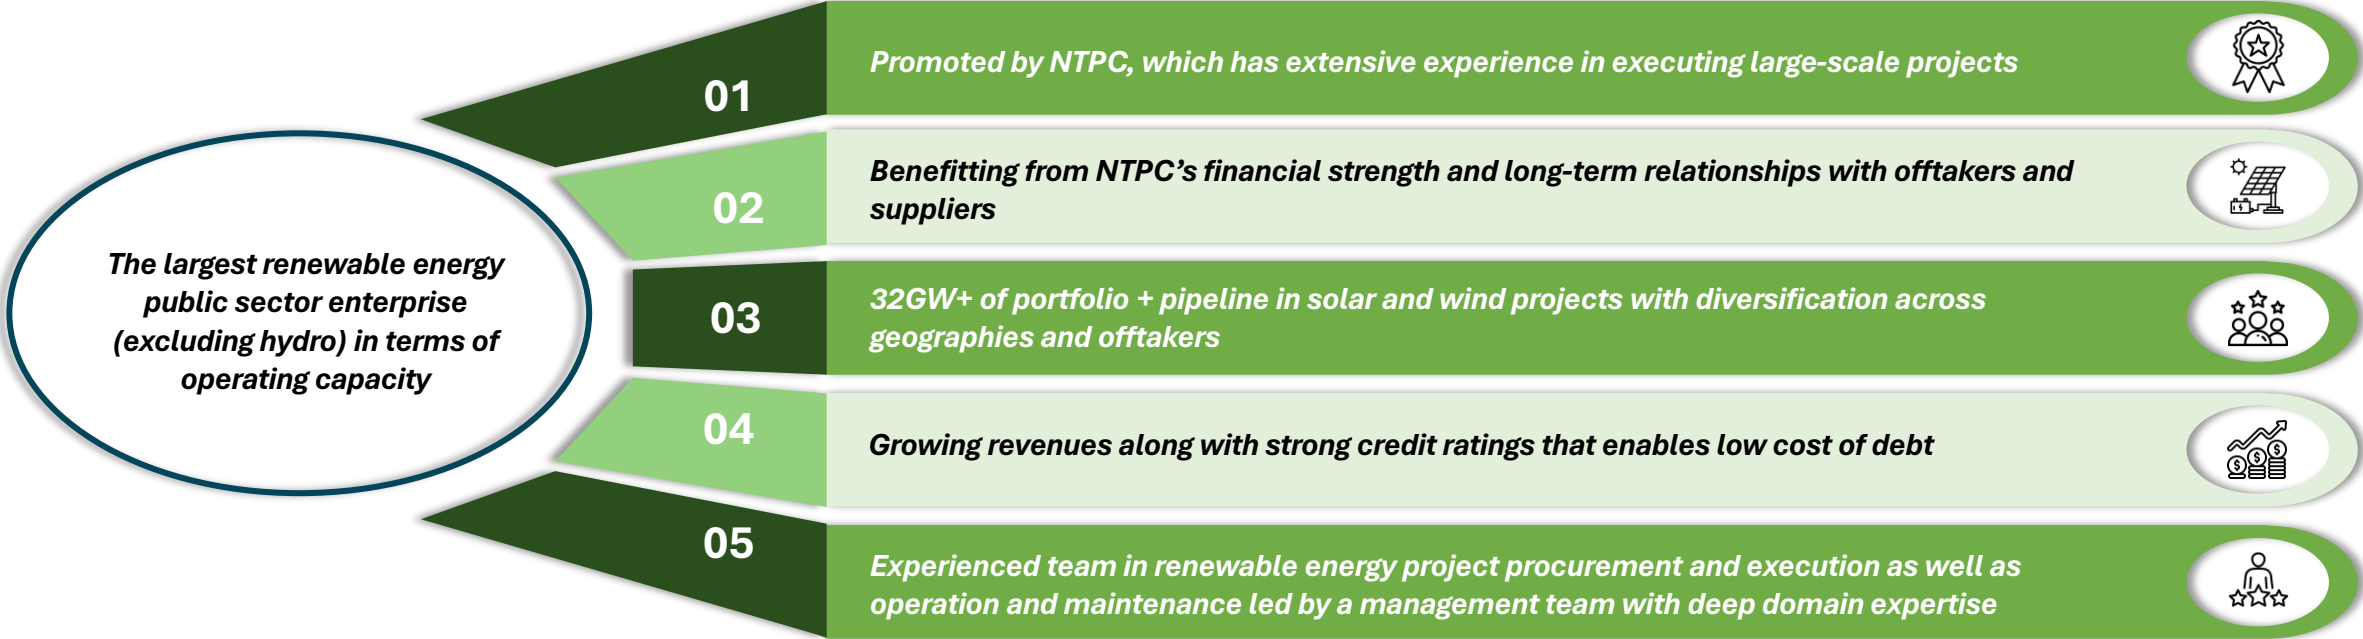 The largest renewable energy
public sector enterprise
(excluding hydro) in terms of
operating capacity
01
Promoted by NTPC, which has extensive experience in executing large-scale projects
02
Benefitting from NTPC’s financial strength and long-term relationships with offtakers and
suppliers
03
32GW+ of portfolio + pipeline in solar and wind projects with diversification across
geographies and offtakers
04
Growing revenues along with strong credit ratings that enables low cost of debt
05
Experienced team in renewable energy project procurement and execution as well as
operation and maintenance led by a management team with deep domain expertise